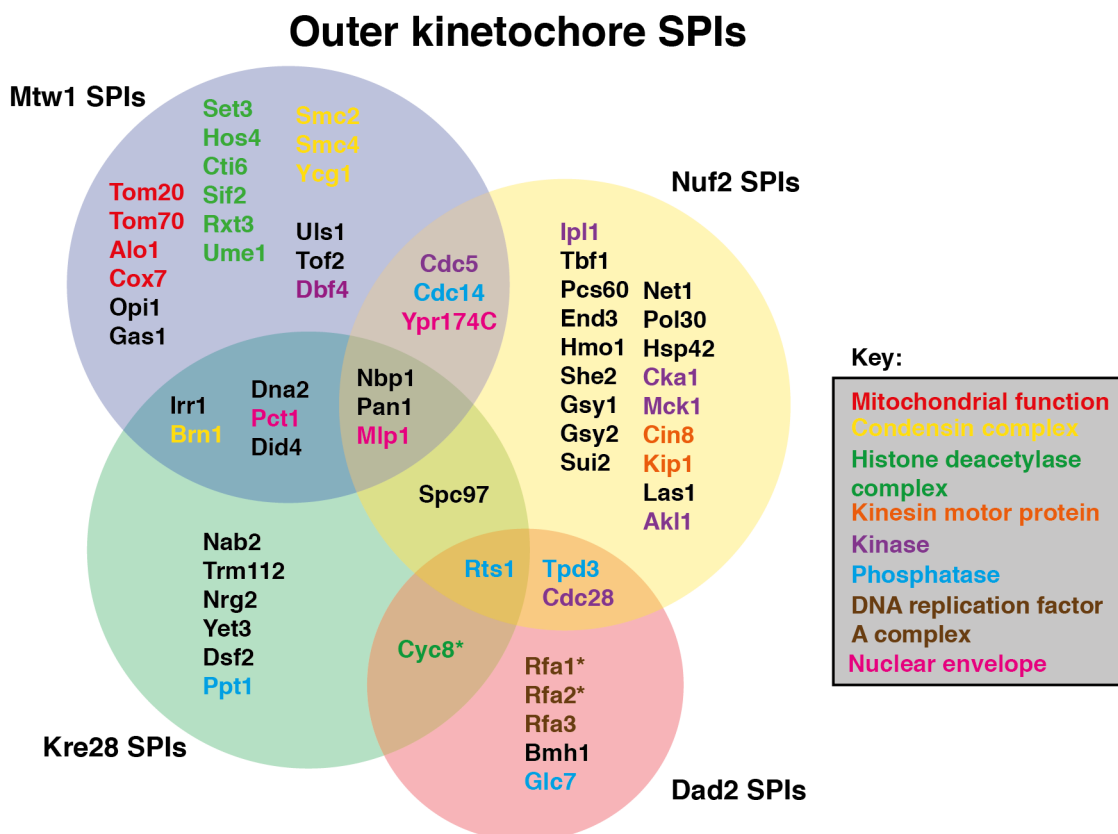 Outer kinetochore SPIs
Mtw1 SPIs
Set3
Hos4
Cti6
Sif2
Rxt3
Ume1
Smc2
Smc4
Ycg1
Tom20
Tom70
Alo1
Cox7
Opi1
Gas1
Uls1
Tof2
Dbf4
Nuf2 SPIs
Cdc5
Cdc14
Ypr174C
Ipl1
Tbf1
Pcs60
End3
Hmo1
She2
Gsy1
Gsy2
Sui2
Net1
Pol30
Hsp42
Cka1
Mck1
Cin8
Kip1
Las1
Akl1
Irr1
Brn1
Dna2
Pct1
Did4
Nbp1
Pan1
Mlp1
Spc97
Nab2
Trm112
Nrg2
Yet3
Dsf2
Ppt1
Rts1
Tpd3
Cdc28
Cyc8*
Rfa1*
Rfa2*
Rfa3
Bmh1
Glc7
Kre28 SPIs
Dad2 SPIs
Key:
Mitochondrial function
Condensin complex
Histone deacetylase
complex
Kinesin motor protein
Kinase
Phosphatase
DNA replication factor
A complex
Nuclear envelope